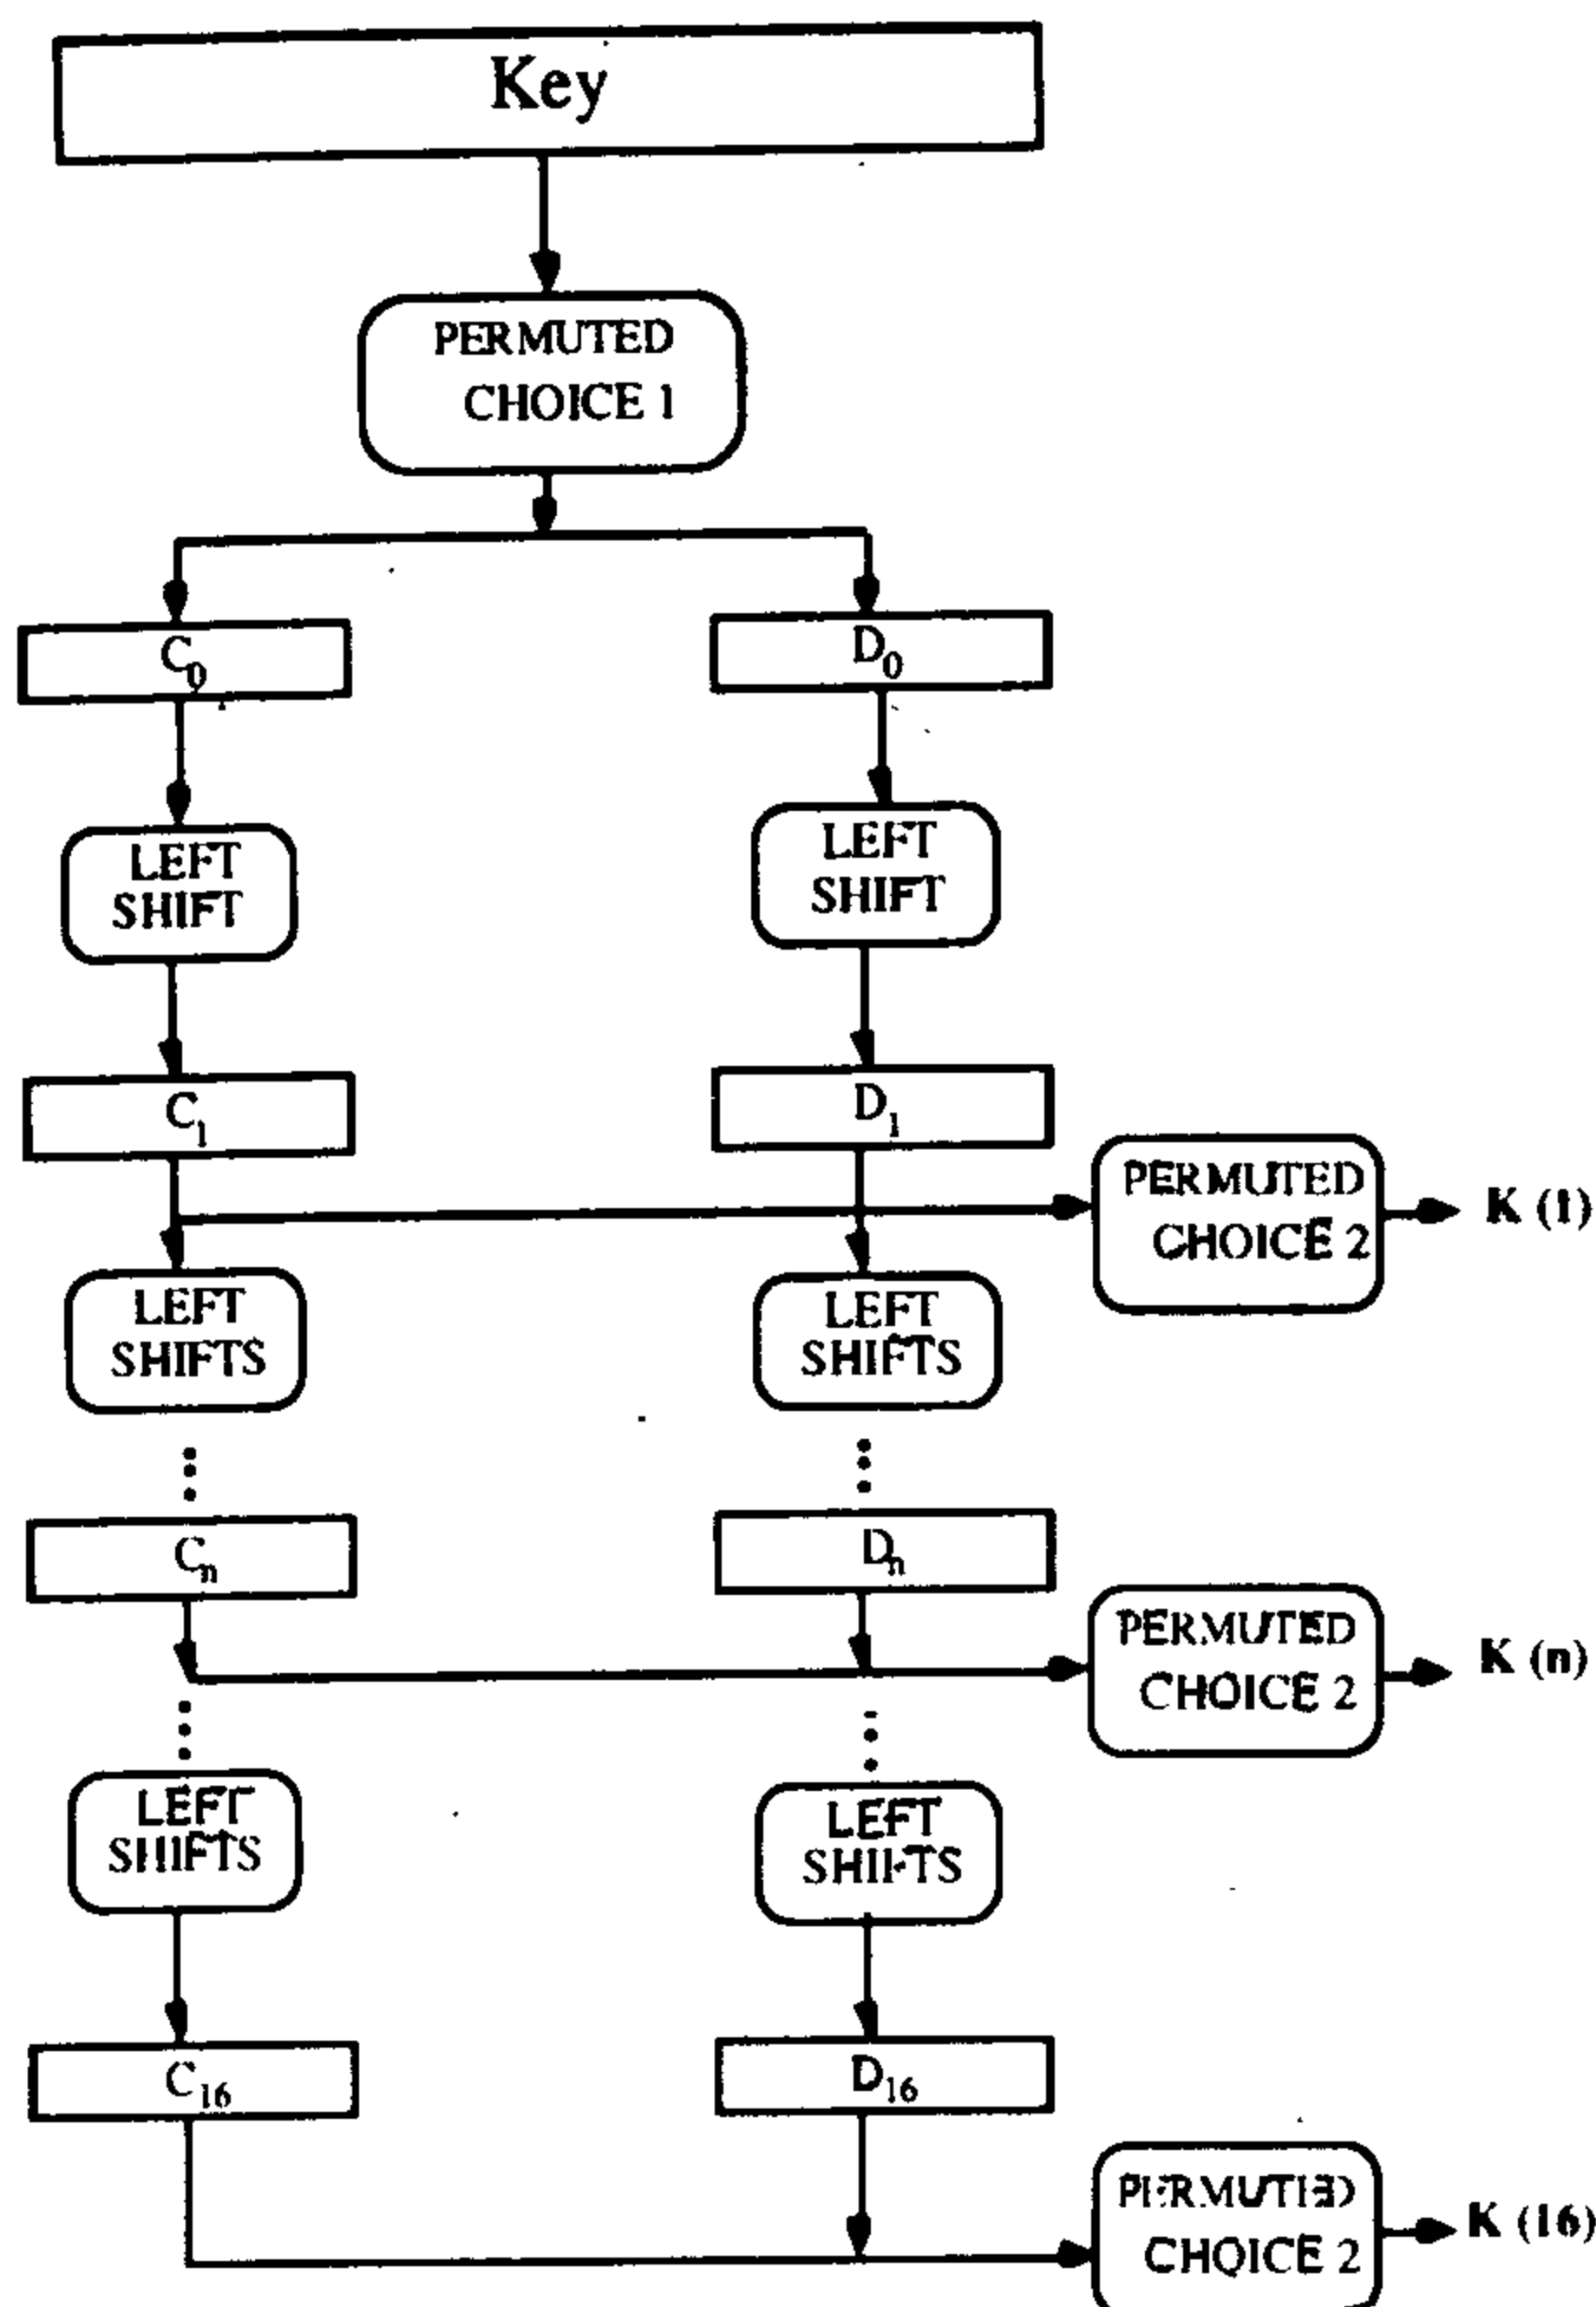 Key
PERMUTED
CHOICE 1
C0
D0
LEFT
SHIFT
LEFT
SHIFT
C1
D1
PERMUTED
CHOICE 2
K (1)
LEFT
SHIFTS
LEFT
SHIFTS
Cn
Dn
PERMUTED
CHOICE 2
K (n)
LEFT
SHIFTS
LEFT
SHIFTS
C16
D16
PERMUTED
CHOICE 2
K (16)